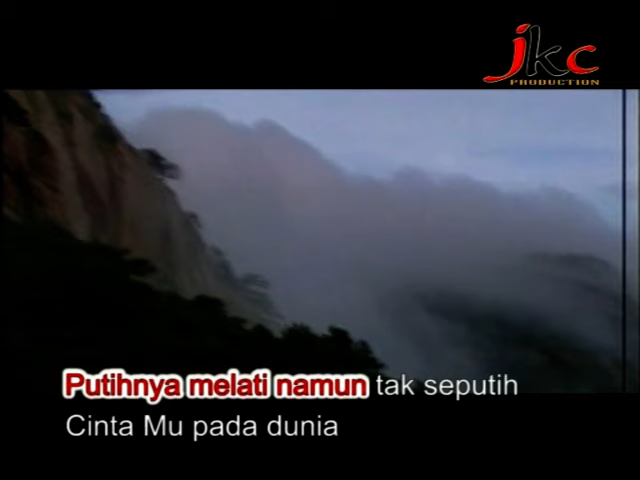 jkc
PRODUCTION
Putihnya melati namun tak seputih
Cinta Mu pada dunia